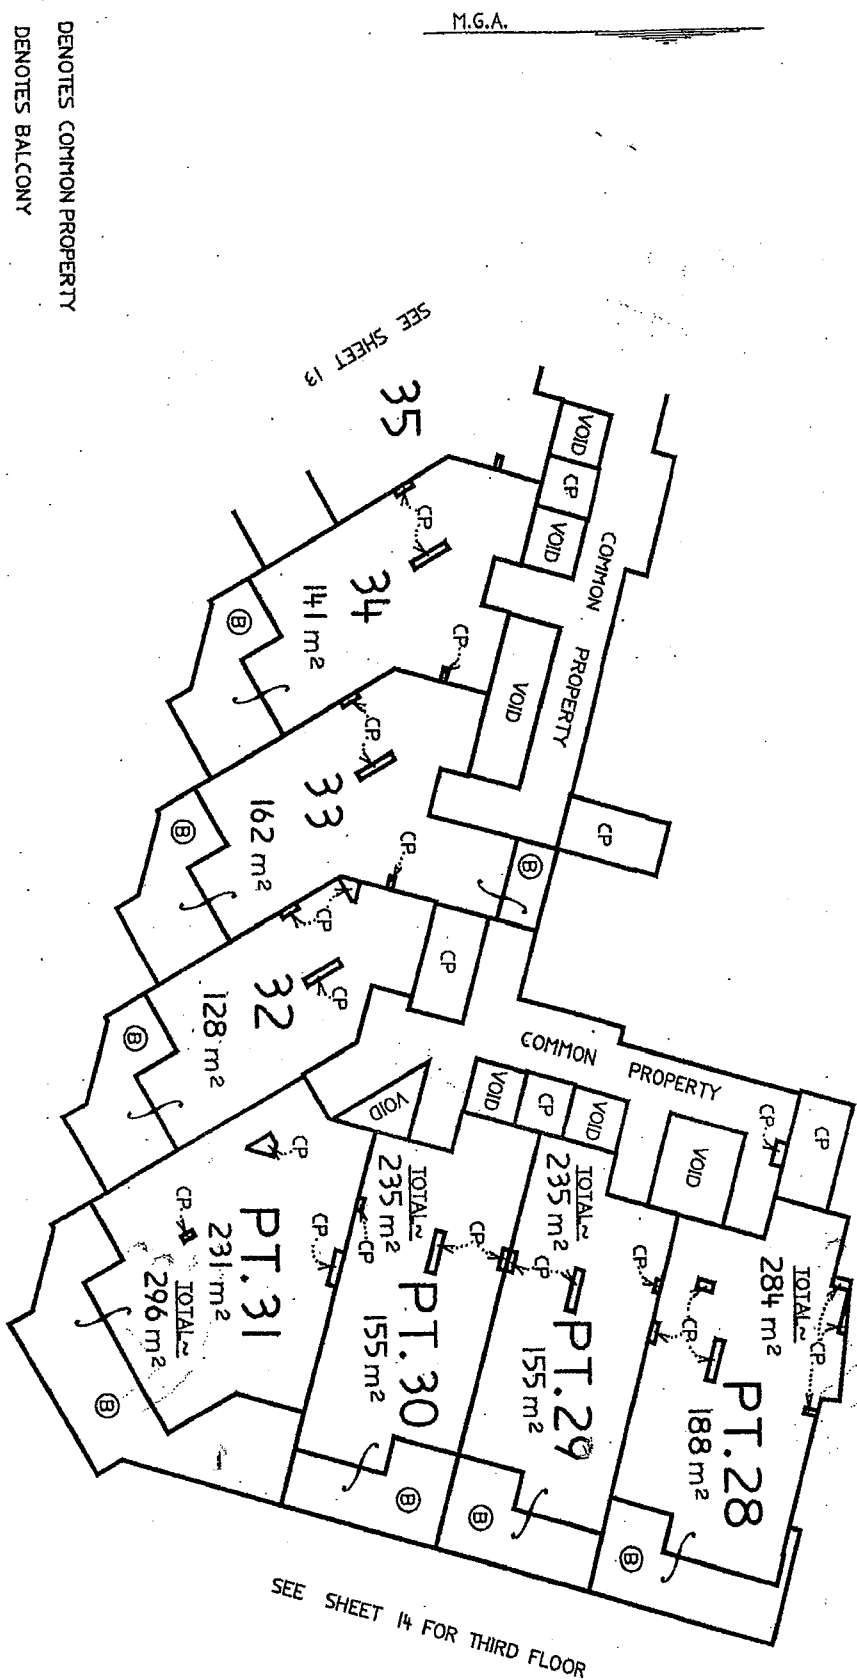 M.G.A.
DENOTES COMMON PROPERTY
DENOTES BALCONY
SEE SHEET 13
35
VOID
CP
VOID
COMMON PROPERTY
CP
34
141 m²
B
CP
VOID
CP
33
162 m²
B
CP
CP
B
CP
CP
32
CP
128 m²
B
COMMON PROPERTY
VOID
VOID
CP
VOID
VOID
CP
CP
CP
CP
PT.31
231 m²
TOTAL~
296 m²
B
CP
CP
TOTAL~
235 m²
PT.30
155 m²
B
CP
CP
TOTAL~
235 m²
PT.29
155 m²
B
CP
CP
TOTAL~
284 m²
CP
PT.28
188 m²
B
SEE SHEET 14 FOR THIRD FLOOR